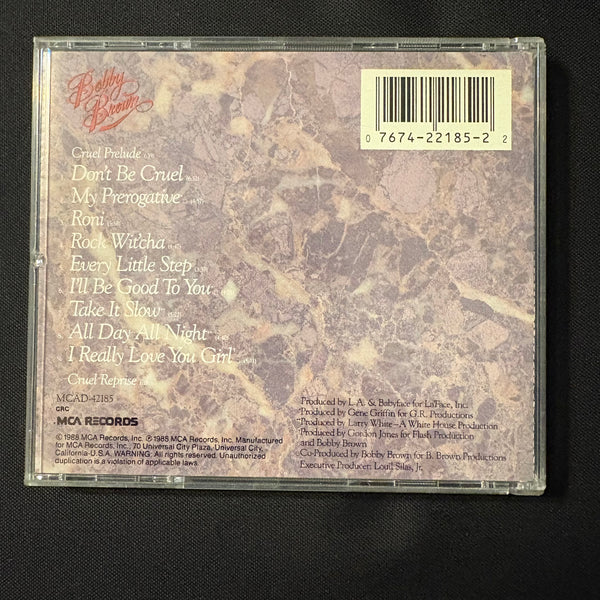 Bobby
Brown
0 7674-22185-2 2
Cruel Prelude
Don't Be Cruel
My Prerogative
Roni
Rock Wit'cha
Every Little Step
I'll Be Good To You
Take It Slow
All Day All Night
I Really Love You Girl
Cruel Reprise
MCAD-42185
CRC
MCA RECORDS
© 1988 MCA Records, Inc. ℗ 1988 MCA Records, Inc. Manufactured
for MCA Records, Inc., 70 Universal City Plaza, Universal City,
California-U.S.A. WARNING: All rights reserved. Unauthorized
duplication is a violation of applicable laws.
Produced by L.A. & Babyface for LaFace, Inc.
Produced by Gene Griffin for G.R. Productions
Produced by Larry White–A White House Production
Produced by Gordon Jones for Flash Production
and Bobby Brown
Co-Produced by Bobby Brown for B. Brown Productions
Executive Producer: Louil Silas, Jr.